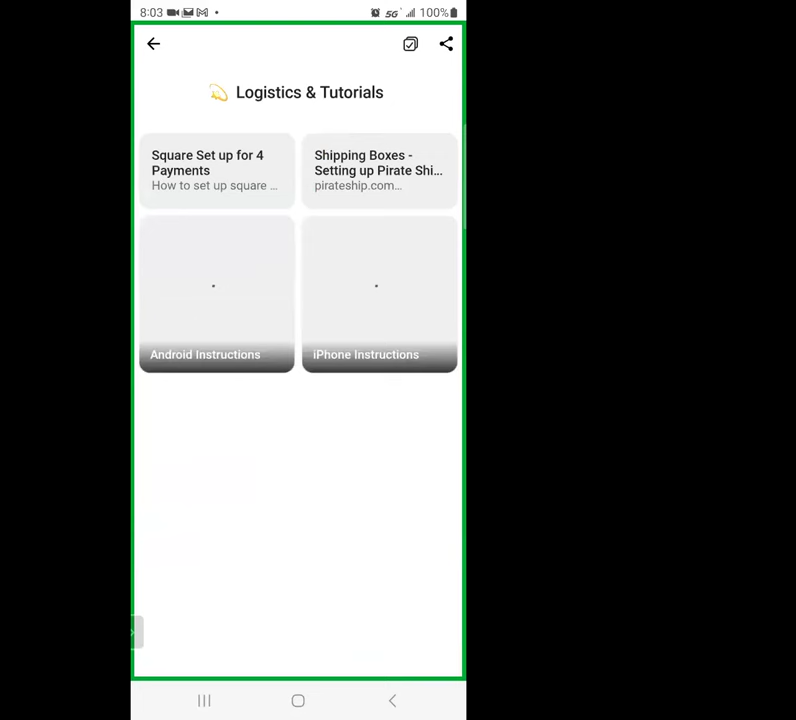 8:03
5G 100%
💫 Logistics & Tutorials
Square Set up for 4
Payments
How to set up square ...
Shipping Boxes -
Setting up Pirate Shi...
pirateship.com...
Android Instructions
iPhone Instructions